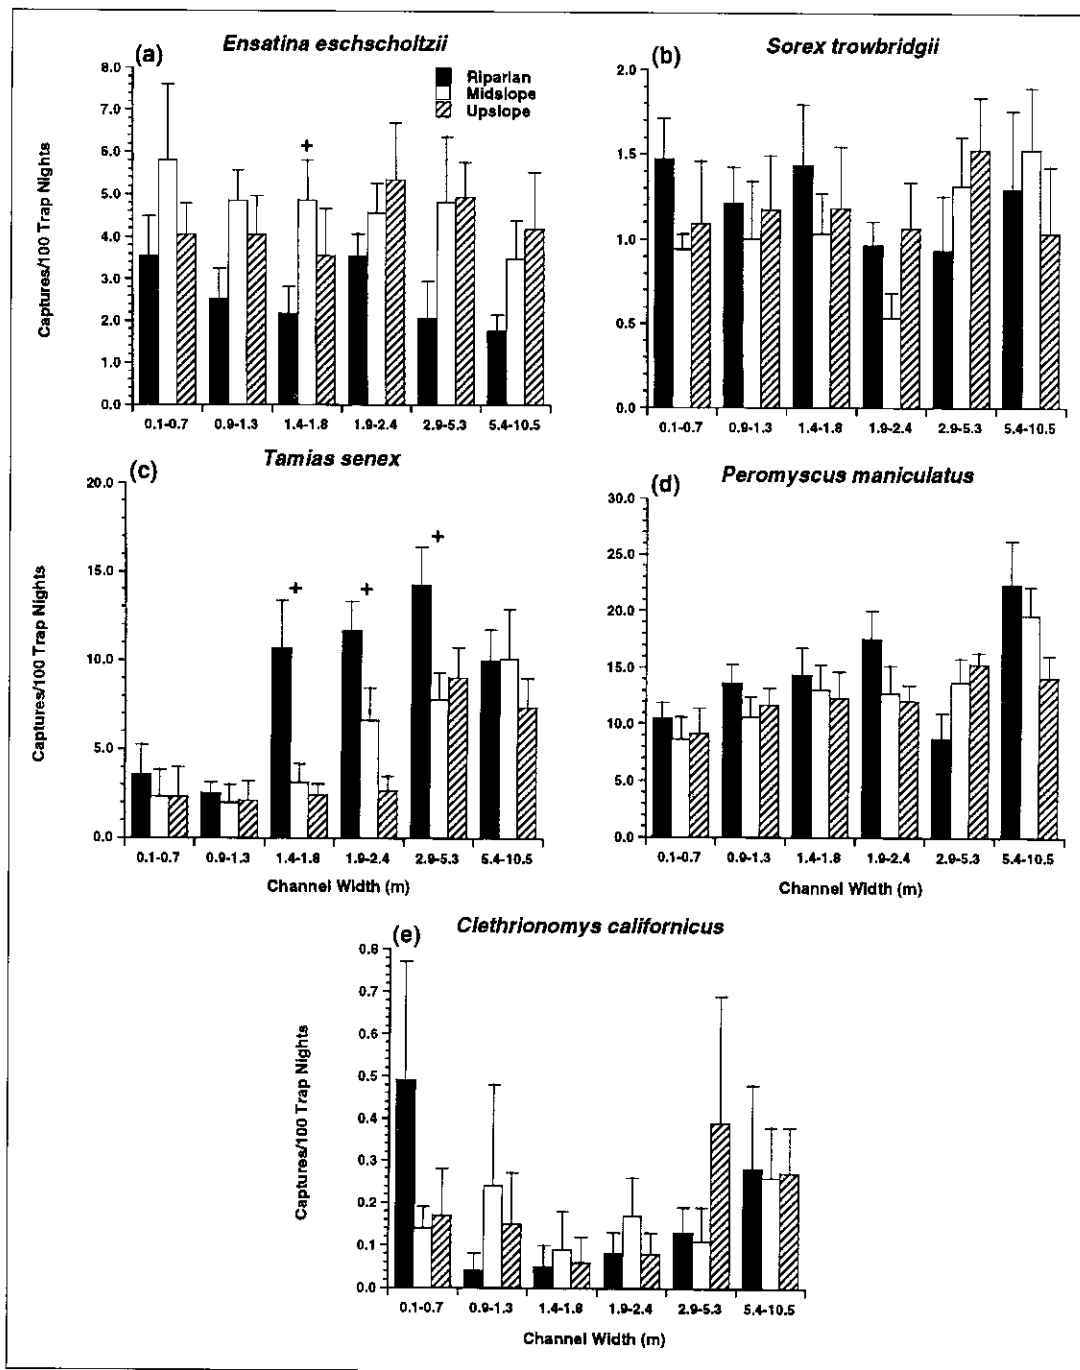 (a)
Ensatina eschscholtzii
8.0
7.0
6.0
5.0
4.0
3.0
2.0
1.0
0.0
Captures/100 Trap Nights
Riparian
Midslope
Upslope
+
0.1-0.7 0.9-1.3 1.4-1.8 1.9-2.4 2.9-5.3 5.4-10.5
(b)
Sorex trowbridgii
2.0
1.5
1.0
0.5
0.0
0.1-0.7 0.9-1.3 1.4-1.8 1.9-2.4 2.9-5.3 5.4-10.5
(c)
Tamias senex
20.0
15.0
10.0
5.0
0.0
Captures/100 Trap Nights
+ + +
0.1-0.7 0.9-1.3 1.4-1.8 1.9-2.4 2.9-5.3 5.4-10.5
Channel Width (m)
(d)
Peromyscus maniculatus
30.0
25.0
20.0
15.0
10.0
5.0
0.0
0.1-0.7 0.9-1.3 1.4-1.8 1.9-2.4 2.9-5.3 5.4-10.5
Channel Width (m)
(e)
Clethrionomys californicus
0.8
0.7
0.6
0.5
0.4
0.3
0.2
0.1
0.0
Captures/100 Trap Nights
0.1-0.7 0.9-1.3 1.4-1.8 1.9-2.4 2.9-5.3 5.4-10.5
Channel Width (m)